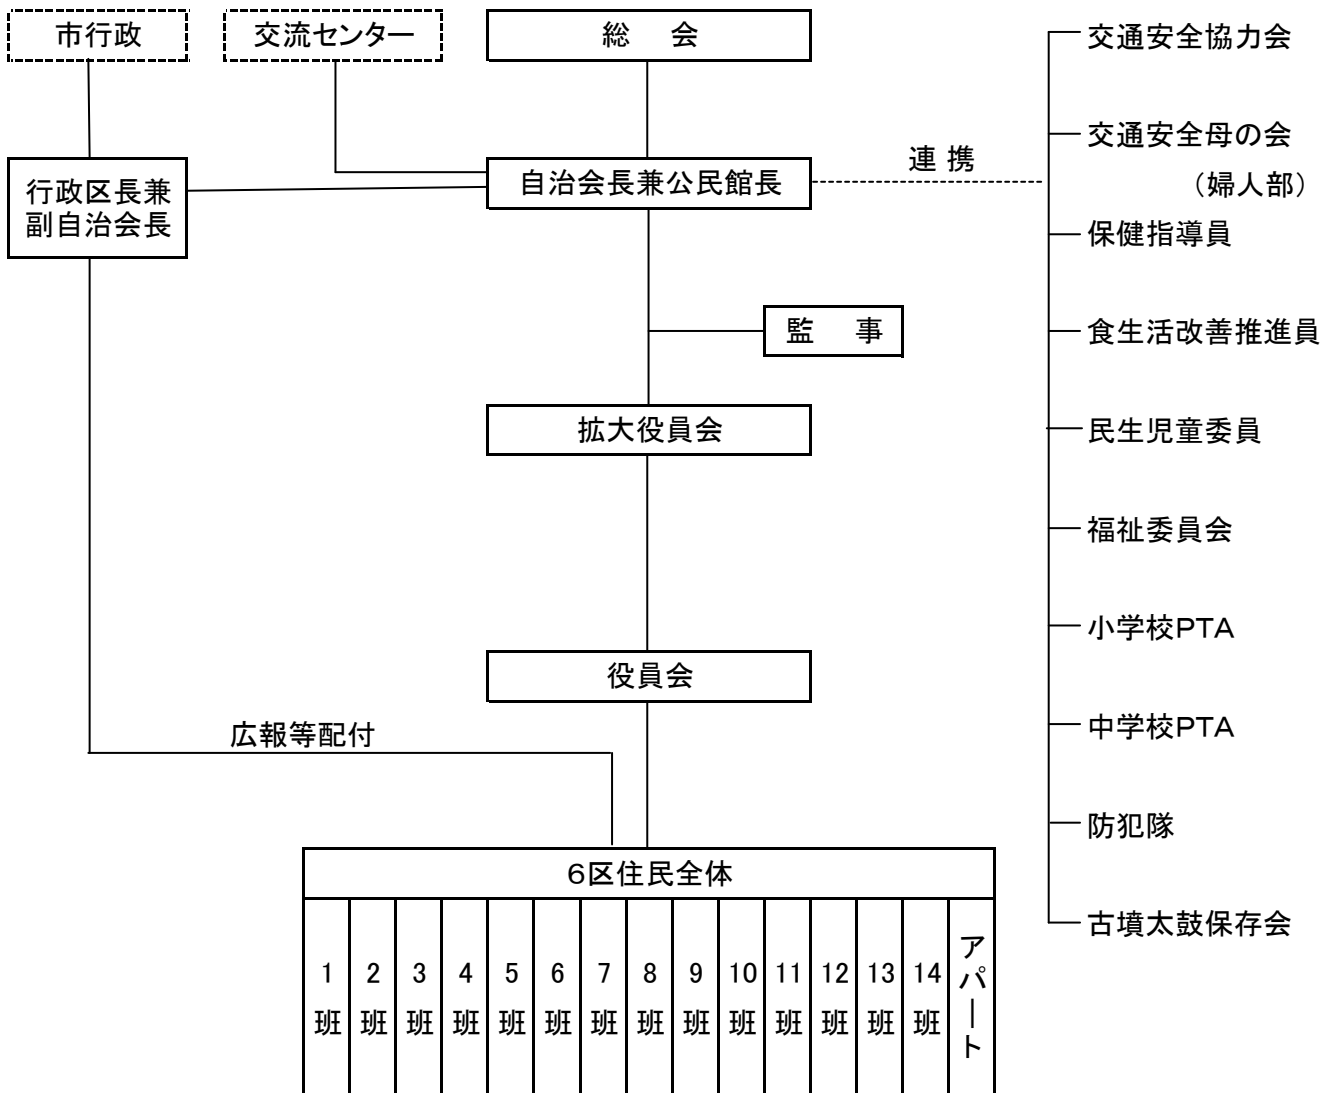 市行政
交流センター
総　会
行政区長兼
副自治会長
自治会長兼公民館長
連 携
監　事
拡大役員会
役員会
広報等配付
6区住民全体
1班
2班
3班
4班
5班
6班
7班
8班
9班
10班
11班
12班
13班
14班
アパート
交通安全協力会
交通安全母の会
（婦人部）
保健指導員
食生活改善推進員
民生児童委員
福祉委員会
小学校PTA
中学校PTA
防犯隊
古墳太鼓保存会